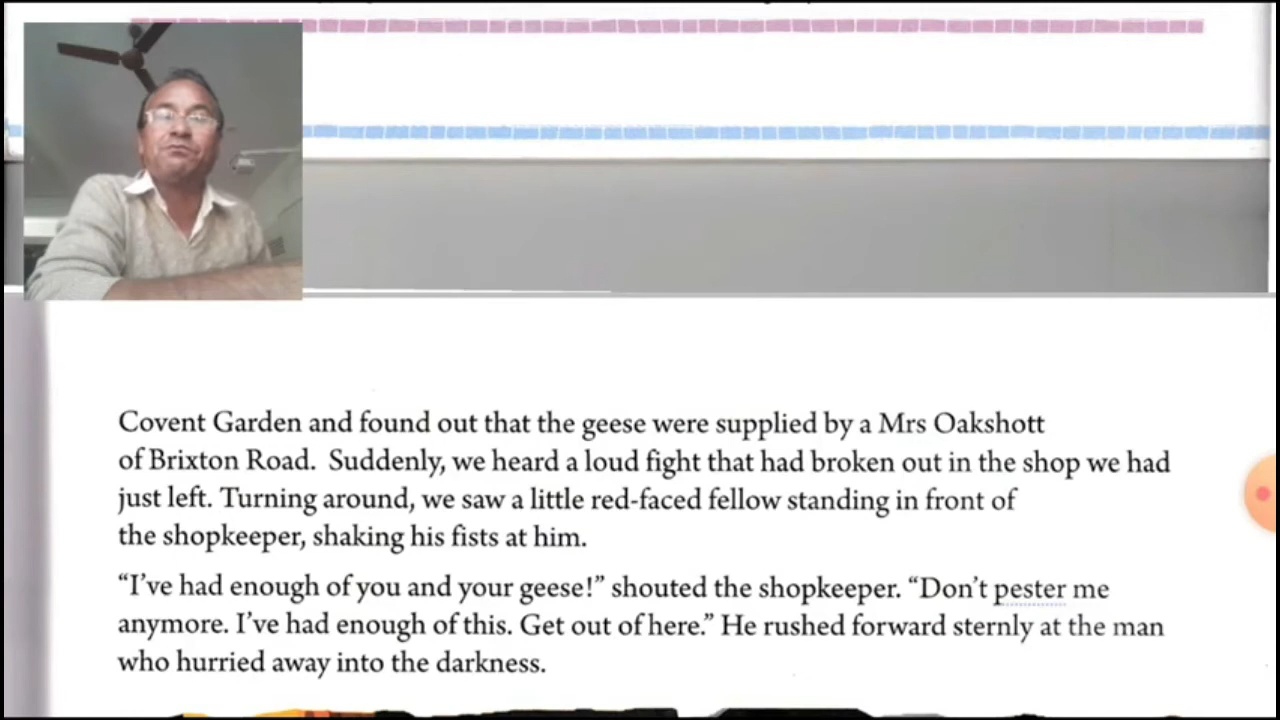 Covent Garden and found out that the geese were supplied by a Mrs Oakshott
of Brixton Road. Suddenly, we heard a loud fight that had broken out in the shop we had
just left. Turning around, we saw a little red-faced fellow standing in front of
the shopkeeper, shaking his fists at him.
“I’ve had enough of you and your geese!” shouted the shopkeeper. “Don’t pester me
anymore. I’ve had enough of this. Get out of here.” He rushed forward sternly at the man
who hurried away into the darkness.